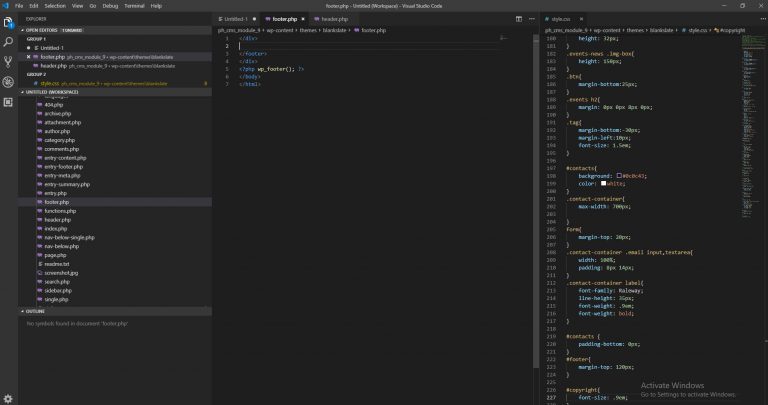 File Edit Selection View Go Debug Terminal Help
footer.php - Untitled (Workspace) - Visual Studio Code
EXPLORER
OPEN EDITORS 1 UNSAVED
GROUP 1
Untitled-1
footer.php ph_cms_module_9 • wp-content\themes\blankslate
header.php ph_cms_module_9 • wp-content\themes\blankslate
GROUP 2
style.css ph_cms_module_9 • wp-content\themes\blankslate 8
UNTITLED (WORKSPACE)
404.php
archive.php
attachment.php
author.php
category.php
comments.php
entry-content.php
entry-footer.php
entry-meta.php
entry-summary.php
entry.php
footer.php
functions.php
header.php
index.php
nav-below-single.php
nav-below.php
page.php
readme.txt
screenshot.jpg
search.php
sidebar.php
single.php
OUTLINE
No symbols found in document 'footer.php'
Untitled-1 footer.php header.php
ph_cms_module_9 › wp-content › themes › blankslate › footer.php
1 </div>
2
3 </footer>
4 </div>
5 <?php wp_footer(); ?>
6 </body>
7 </html>
style.css
ph_cms_module_9 › wp-content › themes › blankslate › style.css › #copyright
180 height: 32px;
181 }
182 .events-news .img-box{
183 height: 159px;
184 }
185 .btn{
186 margin-bottom:25px;
187 }
188 .events h2{
189 margin: 0px 0px 8px 0px;
190 }
191 .tag{
192 margin-bottom:-30px;
193 margin-left:10px;
194 font-size: 1.5em;
195 }
196
197 #contacts{
198 background: #0c0c43;
199 color: white;
200 }
201 .contact-container{
202 max-width: 700px;
203
204 }
205 Form{
206 margin-top: 20px;
207 }
208 .contact-container .email input,textarea{
209 width: 100%;
210 padding: 8px 14px;
211 }
212 .contact-container label{
213 font-family: Raleway;
214 line-height: 35px;
215 font-weight: .9em;
216 font-weight: bold;
217 }
218
219 #contacts {
220 padding-bottom: 0px;
221 }
222 #footer{
223 margin-top: 120px;
224 }
225
226 #copyright{
227 font-size: .9em;
Activate Windows
Go to Settings to activate Windows.